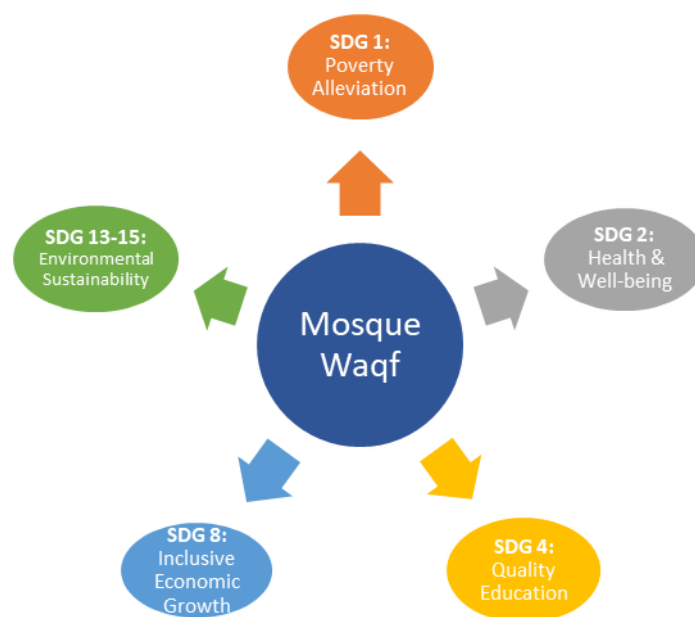 SDG 1:
Poverty
Alleviation
SDG 13-15:
Environmental
Sustainability
SDG 2:
Health &
Well-being
Mosque
Waqf
SDG 8:
Inclusive
Economic
Growth
SDG 4:
Quality
Education